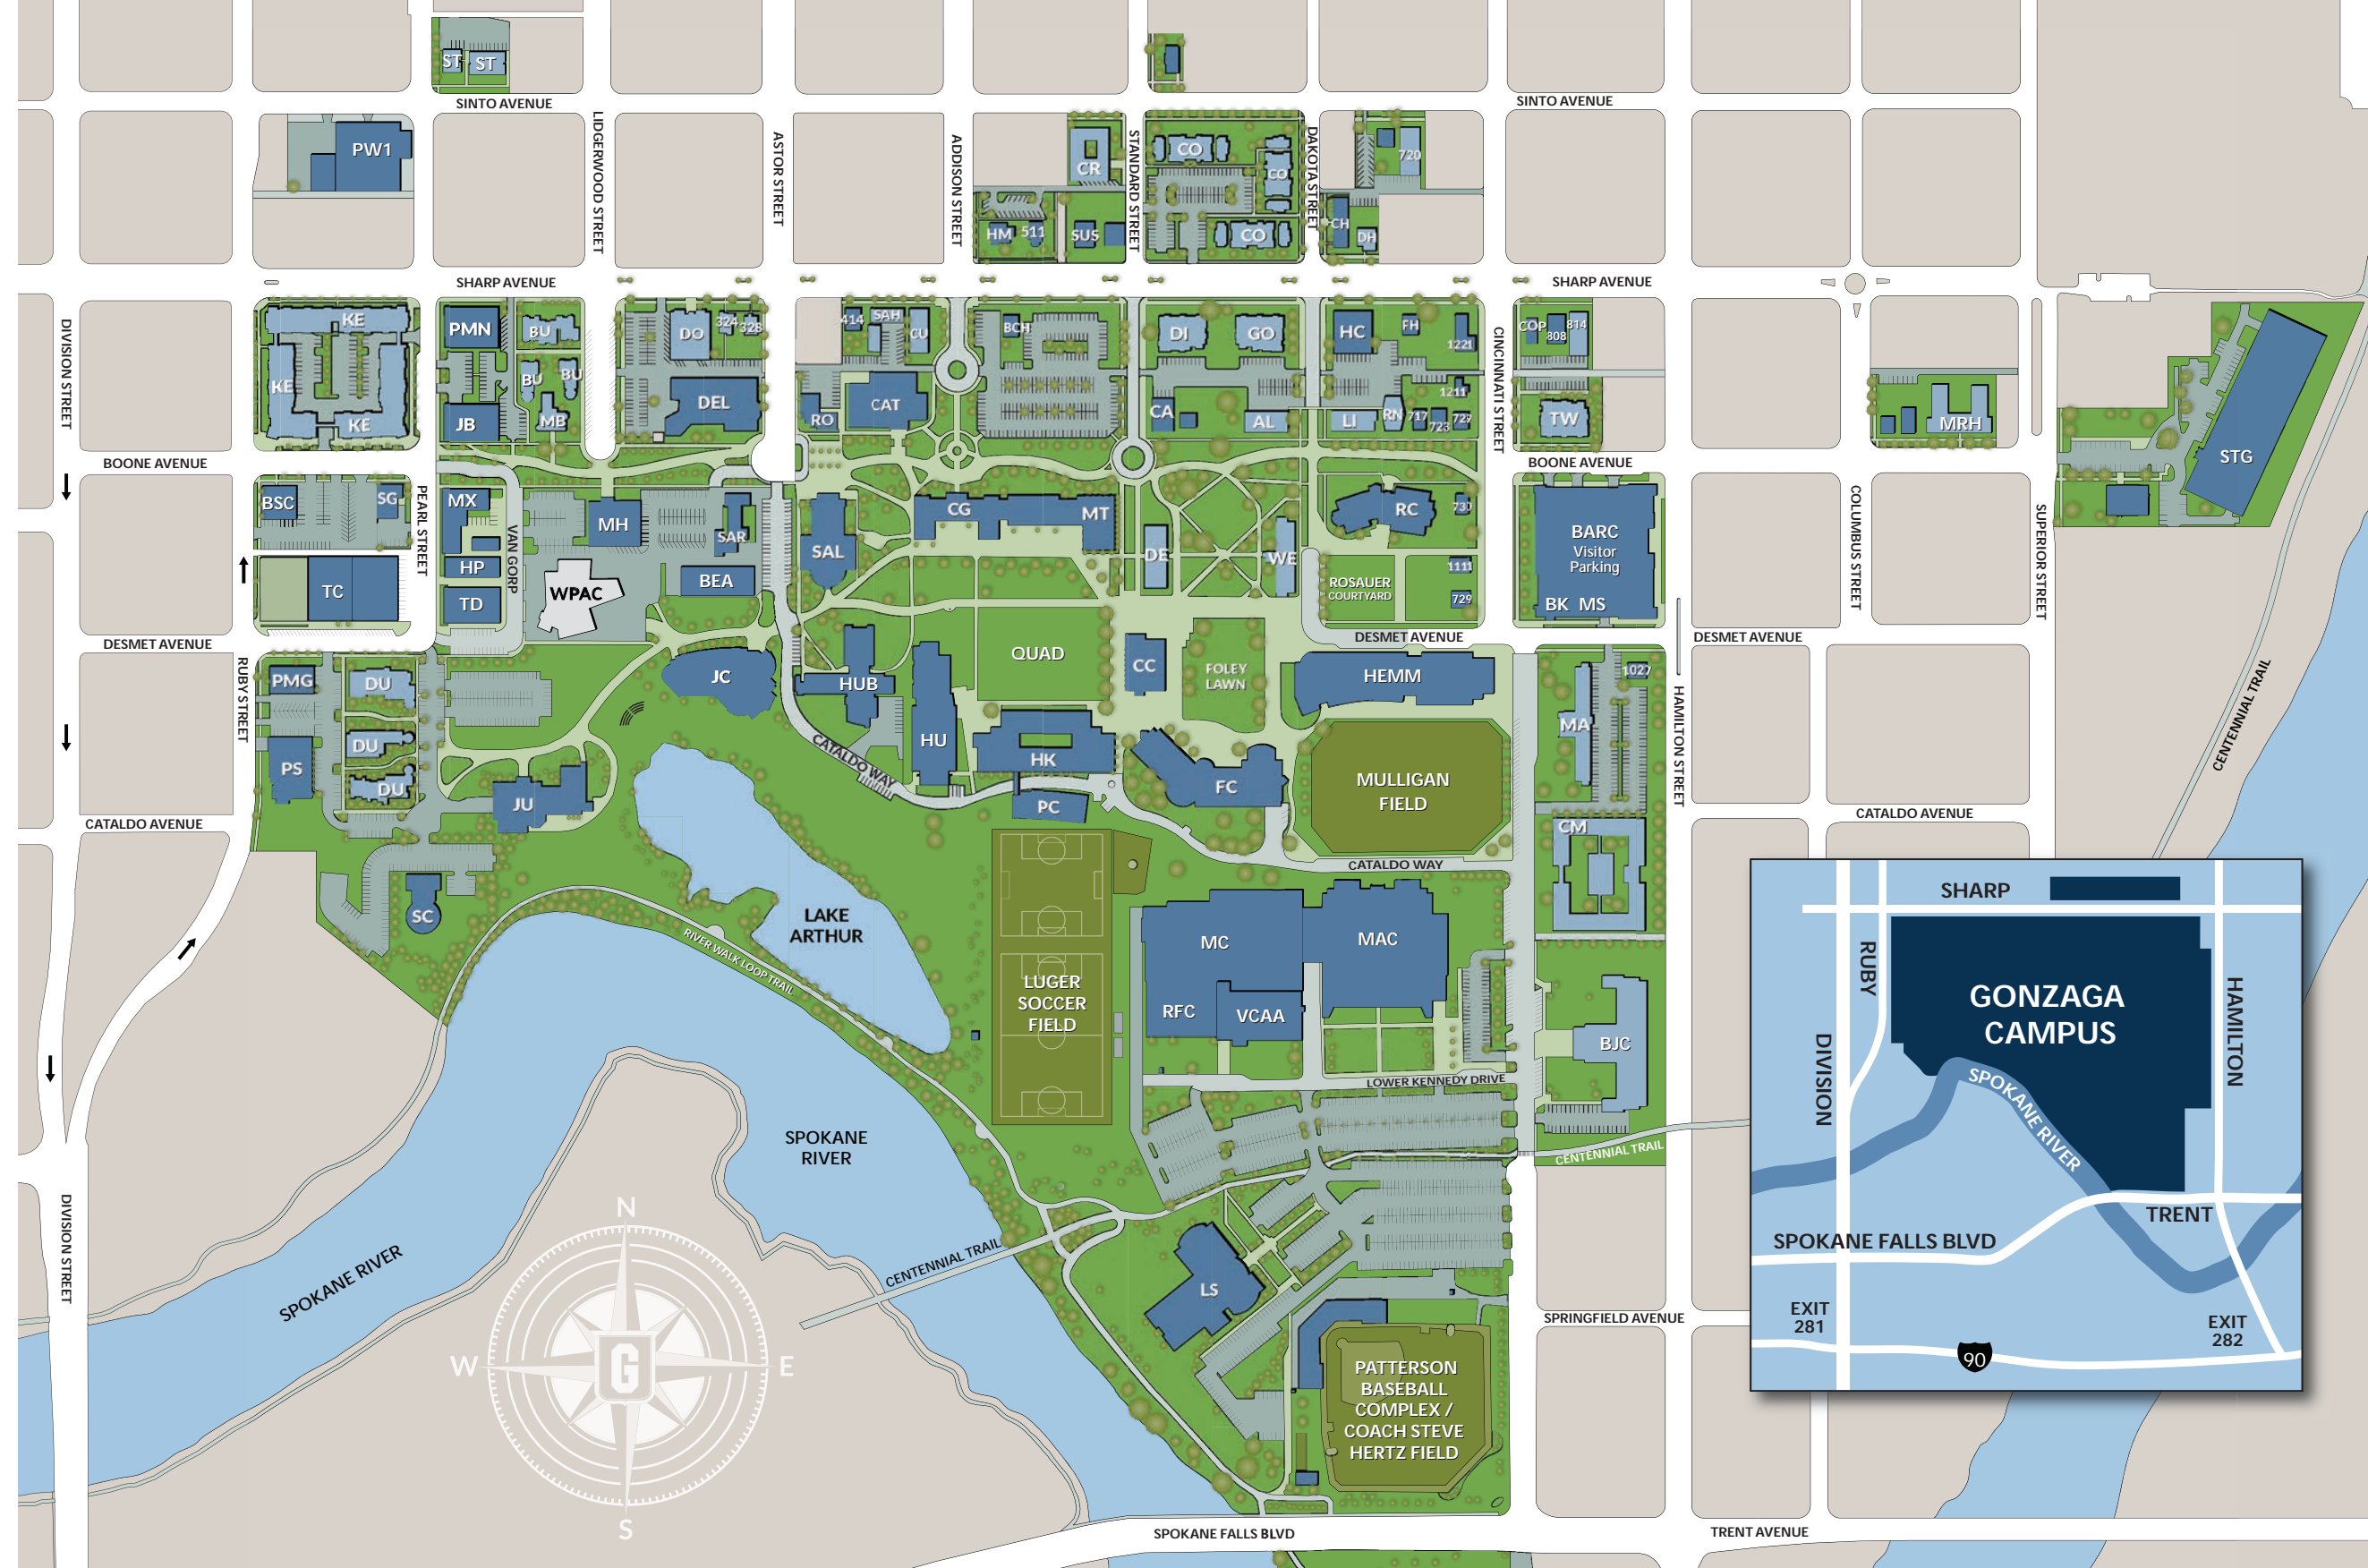 ST
ST
SINTO AVENUE
SINTO AVENUE
PW1
LIDGERWOOD STREET
ASTOR STREET
ADDISON STREET
STANDARD STREET
DAKOTA STREET
CR
CO
CO
CO
720
HM
511
SUS
CH
DH
SHARP AVENUE
SHARP AVENUE
DIVISION STREET
KE
KE
KE
PMN
BU
BU
BU
JB
MB
DO
324
328
DEL
414
SAH
CU
RO
CAT
BCH
DI
GO
CA
AL
HC
FH
1221
1211
LI
RN
717
723
727
CINCINNATI STREET
COP
808
814
TW
MRH
STG
BOONE AVENUE
BOONE AVENUE
BSC
SG
PEARL STREET
MX
VAN GORP
MH
SAR
SAL
CG
MT
DE
WE
RC
730
BARC
Visitor
Parking
BK MS
COLUMBUS STREET
SUPERIOR STREET
TC
HP
TD
WPAC
BEA
ROSAUER
COURTYARD
1111
729
DESMET AVENUE
DESMET AVENUE
DESMET AVENUE
RUBY STREET
PMG
DU
DU
DU
PS
JU
JC
HUB
HU
QUAD
CC
FOLEY
LAWN
HEMM
HK
PC
FC
MULLIGAN
FIELD
MA
1027
HAMILTON STREET
CENTENNIAL TRAIL
CATALDO WAY
CATALDO AVENUE
CATALDO AVENUE
CATALDO WAY
CM
SC
LAKE
ARTHUR
RIVER WALK LOOP TRAIL
LUGER
SOCCER
FIELD
MC
MAC
RFC
VCAA
BJC
LOWER KENNEDY DRIVE
CENTENNIAL TRAIL
SPOKANE
RIVER
SPOKANE RIVER
CENTENNIAL TRAIL
DIVISION STREET
LS
SPRINGFIELD AVENUE
PATTERSON
BASEBALL
COMPLEX /
COACH STEVE
HERTZ FIELD
N
W
G
E
S
SPOKANE FALLS BLVD
TRENT AVENUE
SHARP
RUBY
GONZAGA
CAMPUS
HAMILTON
DIVISION
SPOKANE RIVER
TRENT
SPOKANE FALLS BLVD
EXIT
281
90
EXIT
282